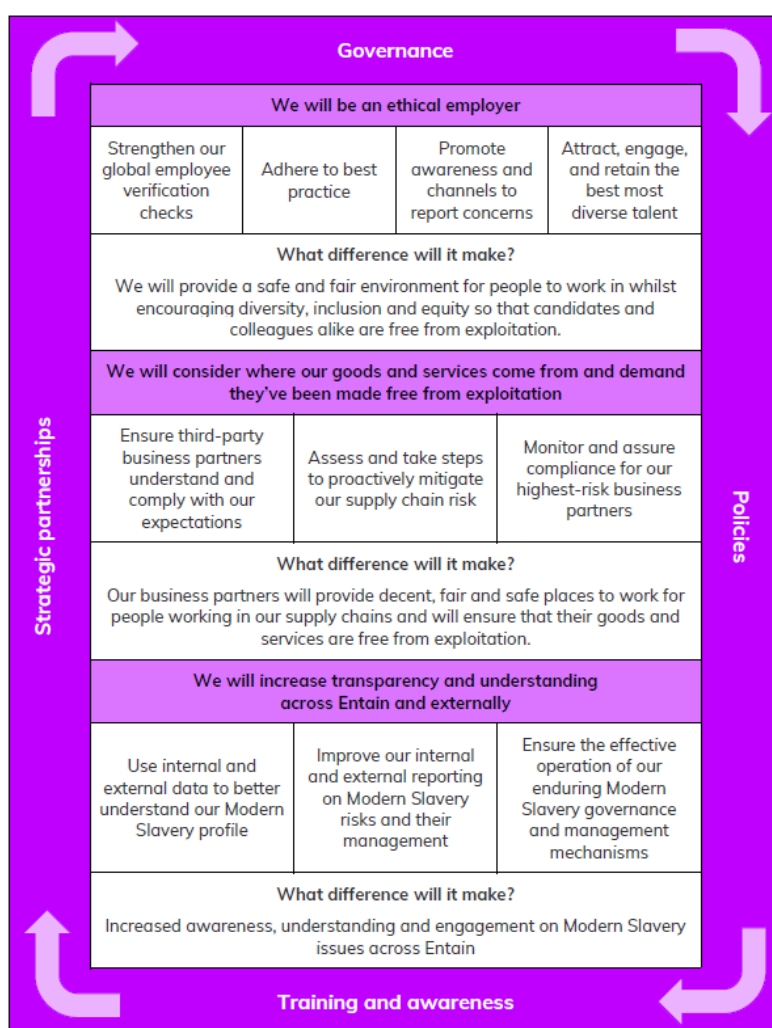 Governance
We will be an ethical employer
Strengthen our
global employee
verification
checks
Adhere to best
practice
Promote
awareness and
channels to
report concerns
Attract, engage,
and retain the
best most
diverse talent
What difference will it make?
We will provide a safe and fair environment for people to work in whilst
encouraging diversity, inclusion and equity so that candidates and
colleagues alike are free from exploitation.
We will consider where our goods and services come from and demand
they've been made free from exploitation
Ensure third-party
business partners
understand and
comply with our
expectations
Assess and take steps
to proactively mitigate
our supply chain risk
Monitor and assure
compliance for our
highest-risk business
partners
What difference will it make?
Our business partners will provide decent, fair and safe places to work for
people working in our supply chains and will ensure that their goods and
services are free from exploitation.
We will increase transparency and understanding
across Entain and externally
Use internal and
external data to better
understand our Modern
Slavery profile
Improve our internal
and external reporting
on Modern Slavery
risks and their
management
Ensure the effective
operation of our
enduring Modern
Slavery governance
and management
mechanisms
What difference will it make?
Increased awareness, understanding and engagement on Modern Slavery
issues across Entain
Policies
Training and awareness
Strategic partnerships